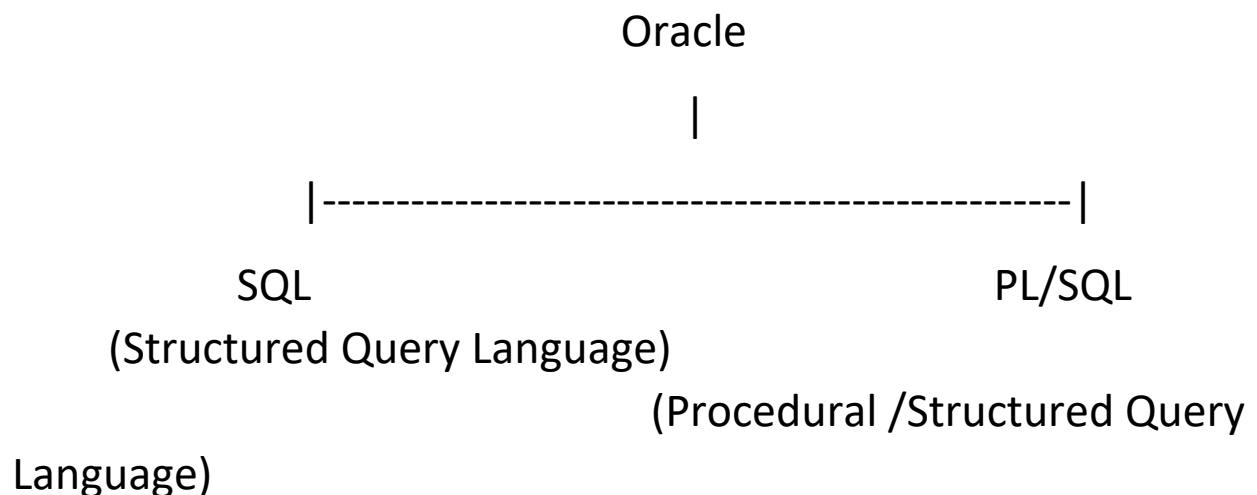 Oracle
|
|---------------------------------------------------|
SQL PL/SQL
(Structured Query Language)
(Procedural /Structured Query
Language)